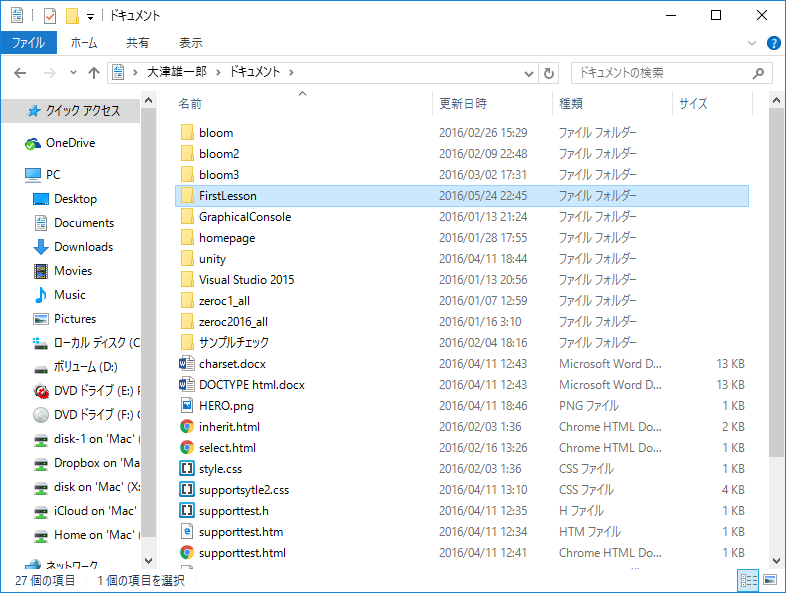 ドキュメント
ファイル ホーム 共有 表示
大津雄一郎 ドキュメント ドキュメントの検索
クイック アクセス
OneDrive
PC
Desktop
Documents
Downloads
Movies
Music
Pictures
ローカル ディスク (C
ボリューム (D:)
DVD ドライブ (E:) F
DVD ドライブ (F:) C
disk-1 on 'Mac' (
Dropbox on 'Ma
disk on 'Mac' (X:
iCloud on 'Mac'
Home on 'Mac' (
ネットワーク
名前 更新日時 種類 サイズ
bloom 2016/02/26 15:29 ファイル フォルダー
bloom2 2016/02/09 22:48 ファイル フォルダー
bloom3 2016/03/02 17:31 ファイル フォルダー
FirstLesson 2016/05/24 22:45 ファイル フォルダー
GraphicalConsole 2016/01/13 21:24 ファイル フォルダー
homepage 2016/01/28 17:55 ファイル フォルダー
unity 2016/04/11 18:44 ファイル フォルダー
Visual Studio 2015 2016/01/13 20:56 ファイル フォルダー
zeroc1_all 2016/01/07 12:59 ファイル フォルダー
zeroc2016_all 2016/01/16 3:10 ファイル フォルダー
サンプルチェック 2016/02/04 18:16 ファイル フォルダー
charset.docx 2016/04/11 12:43 Microsoft Word D... 13 KB
DOCTYPE html.docx 2016/04/11 12:43 Microsoft Word D... 13 KB
HERO.png 2016/04/11 18:46 PNG ファイル 1 KB
inherit.html 2016/02/03 1:36 Chrome HTML Do... 2 KB
select.html 2016/02/16 13:26 Chrome HTML Do... 1 KB
style.css 2016/02/03 1:36 CSS ファイル 1 KB
supportsytle2.css 2016/04/11 13:10 CSS ファイル 4 KB
supporttest.h 2016/04/11 12:35 H ファイル 1 KB
supporttest.htm 2016/04/11 12:34 HTM ファイル 1 KB
supporttest.html 2016/04/11 12:41 Chrome HTML Do... 1 KB
27 個の項目 1 個の項目を選択